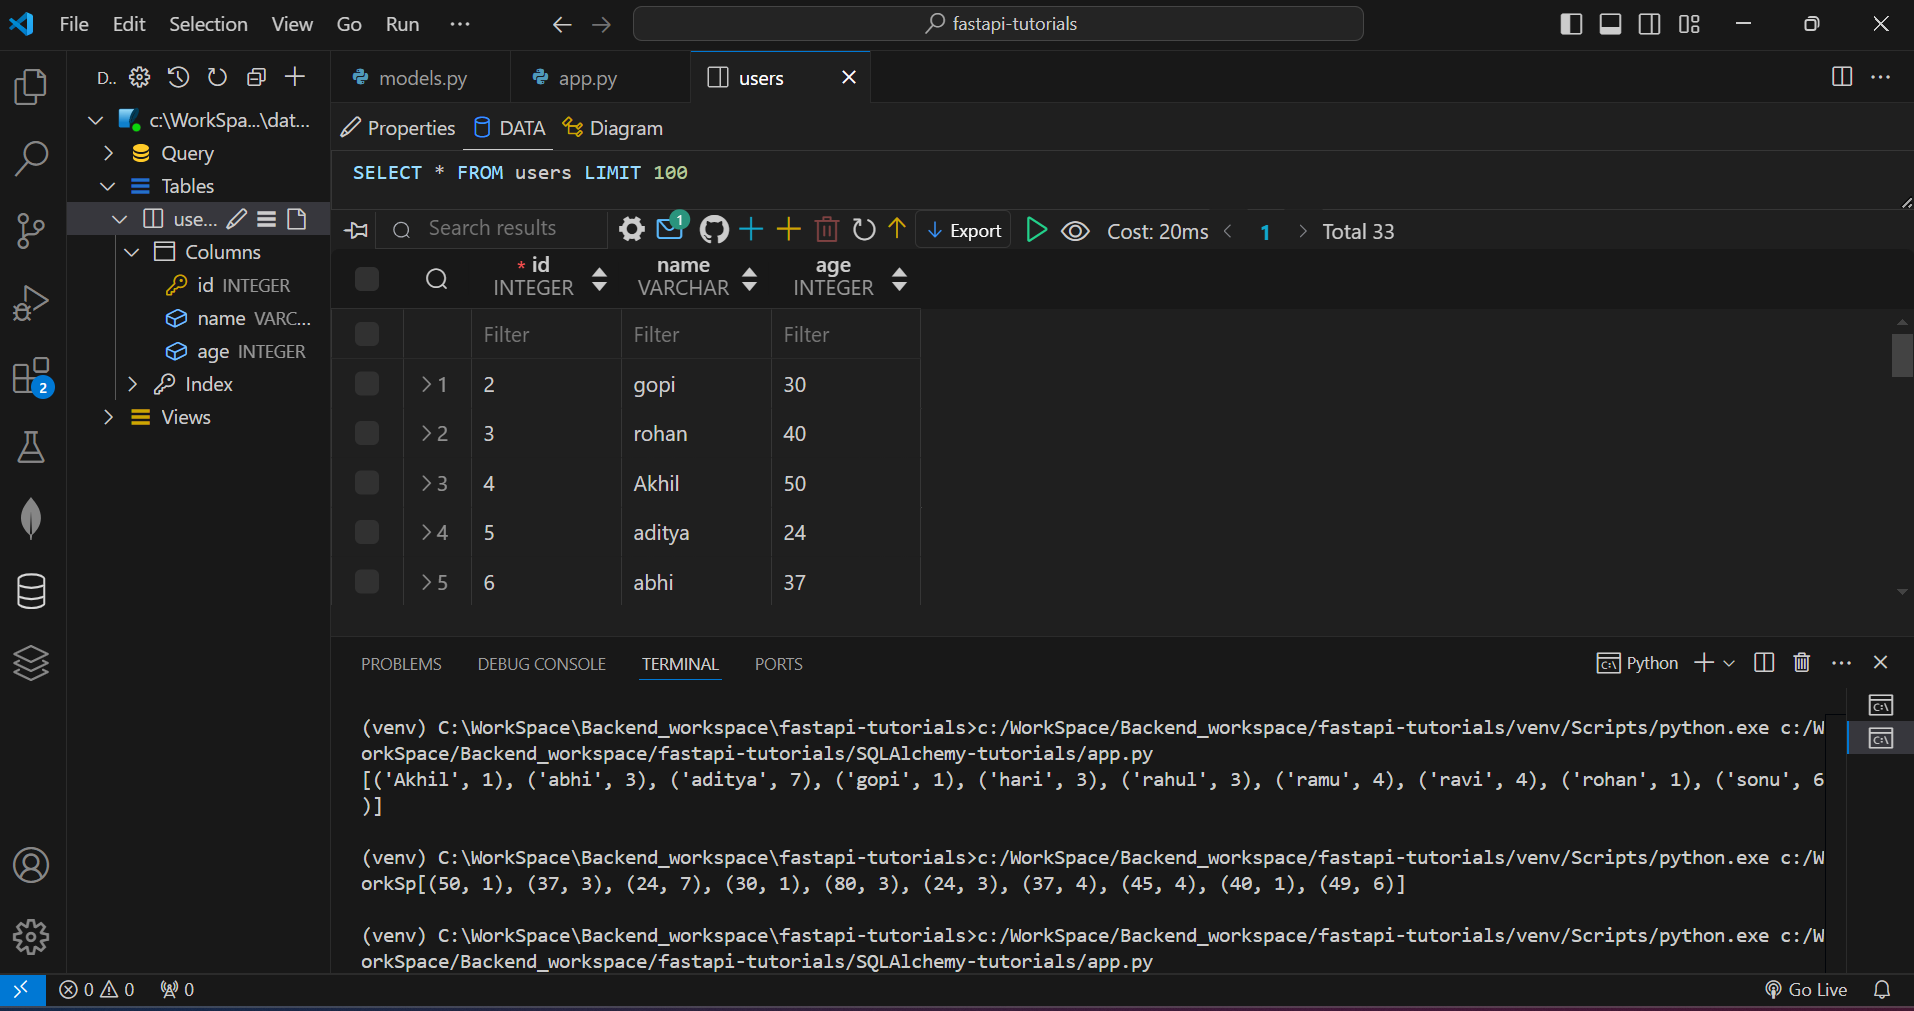 File Edit Selection View Go Run ···
fastapi-tutorials
D..
models.py app.py users
c:\WorkSpa...\dat...
Query
Tables
use...
Columns
id INTEGER
name VARC...
age INTEGER
Index
Views
2
Properties DATA Diagram
SELECT * FROM users LIMIT 100
Search results 1 Export Cost: 20ms 1 Total 33
* id name age
INTEGER VARCHAR INTEGER
Filter Filter Filter
1 2 gopi 30
2 3 rohan 40
3 4 Akhil 50
4 5 aditya 24
5 6 abhi 37
PROBLEMS DEBUG CONSOLE TERMINAL PORTS
Python
(venv) C:\WorkSpace\Backend_workspace\fastapi-tutorials>c:/WorkSpace/Backend_workspace/fastapi-tutorials/venv/Scripts/python.exe c:/W
orkSpace/Backend_workspace/fastapi-tutorials/SQLAlchemy-tutorials/app.py
[('Akhil', 1), ('abhi', 3), ('aditya', 7), ('gopi', 1), ('hari', 3), ('rahul', 3), ('ramu', 4), ('ravi', 4), ('rohan', 1), ('sonu', 6
)]
(venv) C:\WorkSpace\Backend_workspace\fastapi-tutorials>c:/WorkSpace/Backend_workspace/fastapi-tutorials/venv/Scripts/python.exe c:/W
orkSp[(50, 1), (37, 3), (24, 7), (30, 1), (80, 3), (24, 3), (37, 4), (45, 4), (40, 1), (49, 6)]
(venv) C:\WorkSpace\Backend_workspace\fastapi-tutorials>c:/WorkSpace/Backend_workspace/fastapi-tutorials/venv/Scripts/python.exe c:/W
orkSpace/Backend_workspace/fastapi-tutorials/SQLAlchemy-tutorials/app.py
0 0 0 Go Live